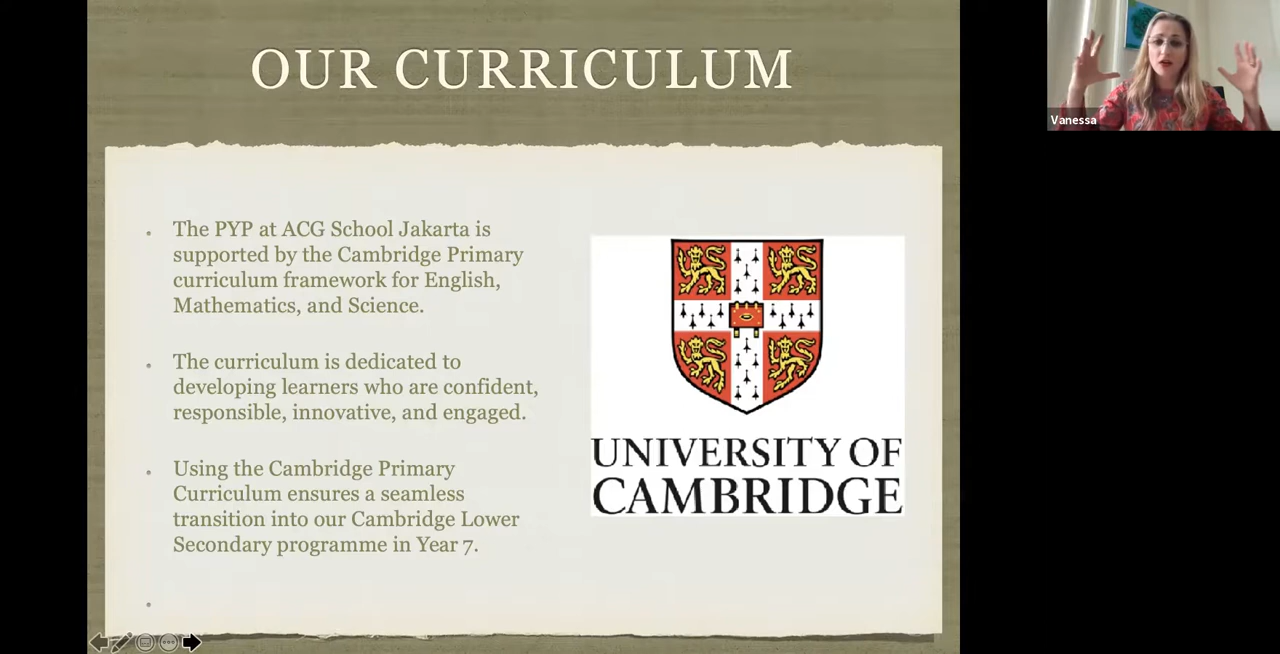 OUR CURRICULUM
Vanessa
The PYP at ACG School Jakarta is
supported by the Cambridge Primary
curriculum framework for English,
Mathematics, and Science.
The curriculum is dedicated to
developing learners who are confident,
responsible, innovative, and engaged.
Using the Cambridge Primary
Curriculum ensures a seamless
transition into our Cambridge Lower
Secondary programme in Year 7.
UNIVERSITY OF
CAMBRIDGE